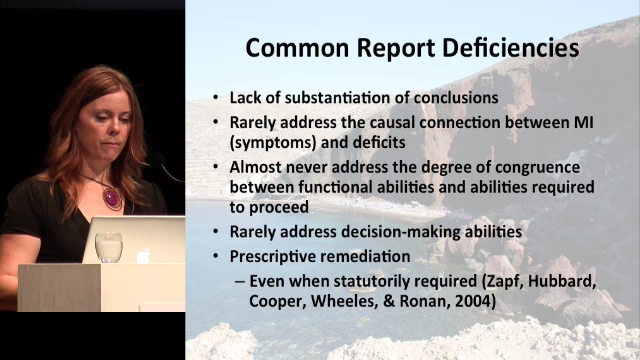 Common Report Deficiencies
• Lack of substantiation of conclusions
• Rarely address the causal connection between MI
(symptoms) and deficits
• Almost never address the degree of congruence
between functional abilities and abilities required
to proceed
• Rarely address decision-making abilities
• Prescriptive remediation
– Even when statutorily required (Zapf, Hubbard,
Cooper, Wheeles, & Ronan, 2004)